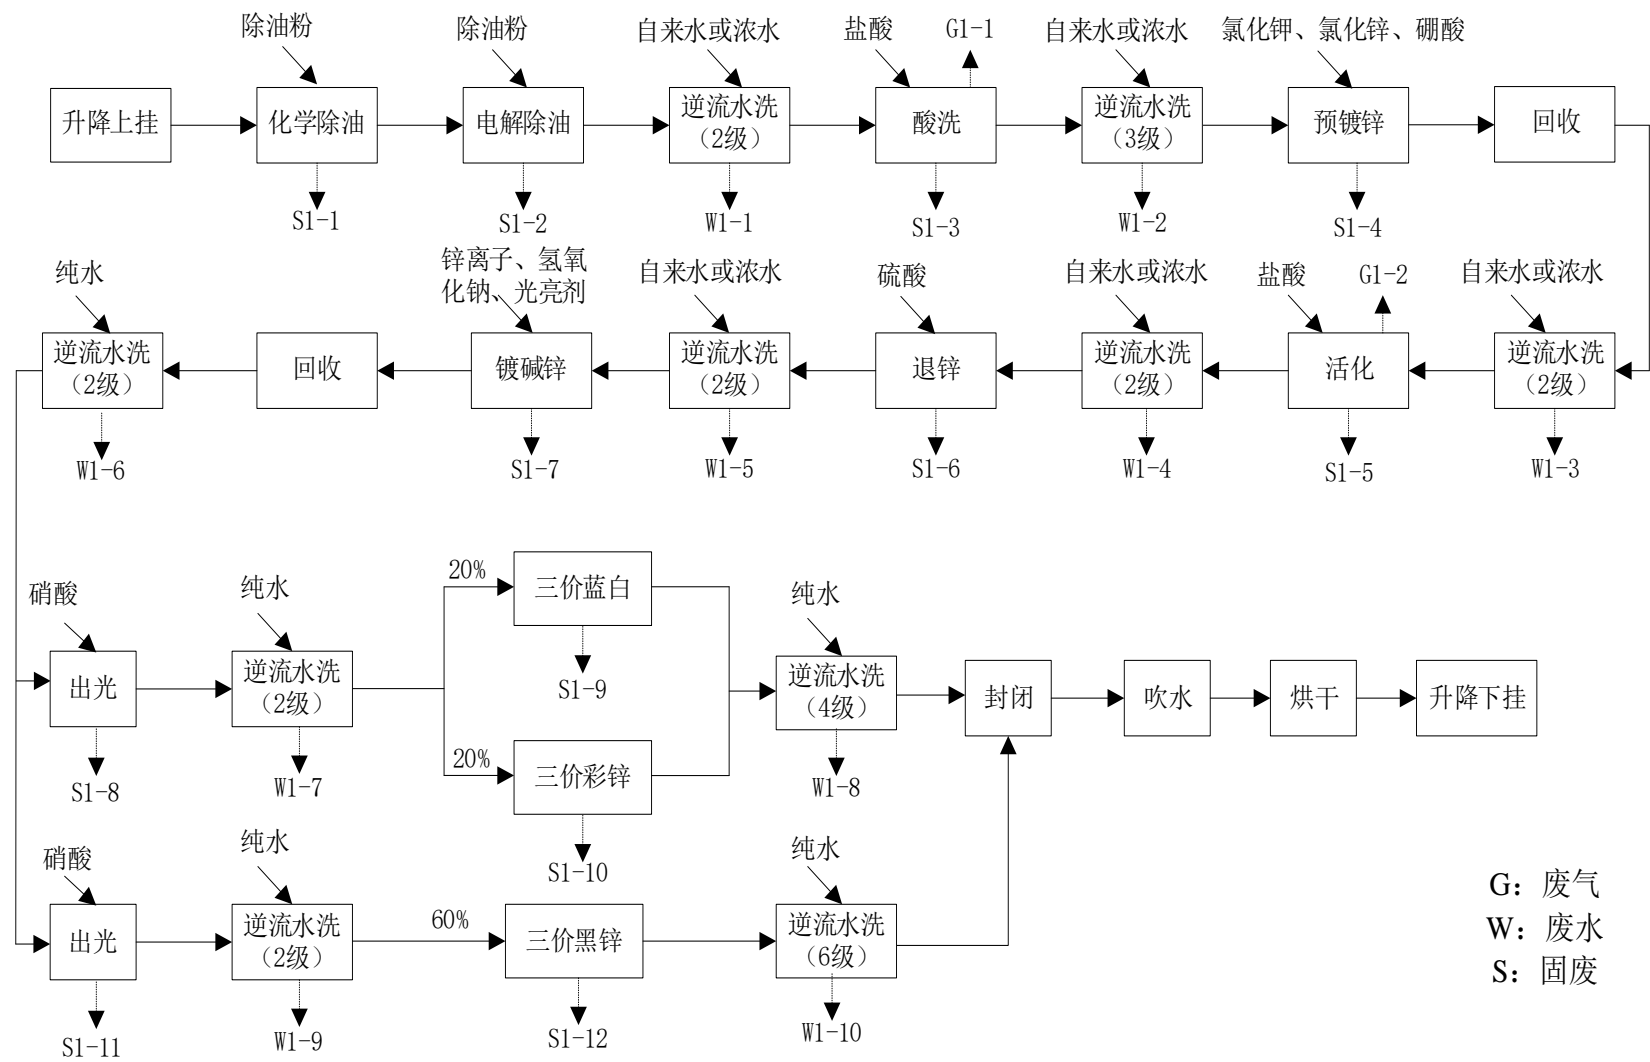 除油粉
除油粉
自来水或浓水
盐酸
G1-1
自来水或浓水
氯化钾、氯化锌、硼酸
升降上挂
化学除油
电解除油
逆流水洗
（2级）
酸洗
逆流水洗
（3级）
预镀锌
回收
S1-1
S1-2
W1-1
S1-3
W1-2
S1-4
纯水
锌离子、氢氧
化钠、光亮剂
自来水或浓水
硫酸
自来水或浓水
盐酸
G1-2
自来水或浓水
逆流水洗
（2级）
回收
镀碱锌
逆流水洗
（2级）
退锌
逆流水洗
（2级）
活化
逆流水洗
（2级）
W1-6
S1-7
W1-5
S1-6
W1-4
S1-5
W1-3
硝酸
纯水
20%
三价蓝白
纯水
出光
逆流水洗
（2级）
S1-9
逆流水洗
（4级）
封闭
吹水
烘干
升降下挂
20%
三价彩锌
S1-8
W1-7
W1-8
S1-10
硝酸
纯水
纯水
出光
逆流水洗
（2级）
60%
三价黑锌
逆流水洗
（6级）
S1-11
W1-9
S1-12
W1-10
G：废气
W：废水
S：固废